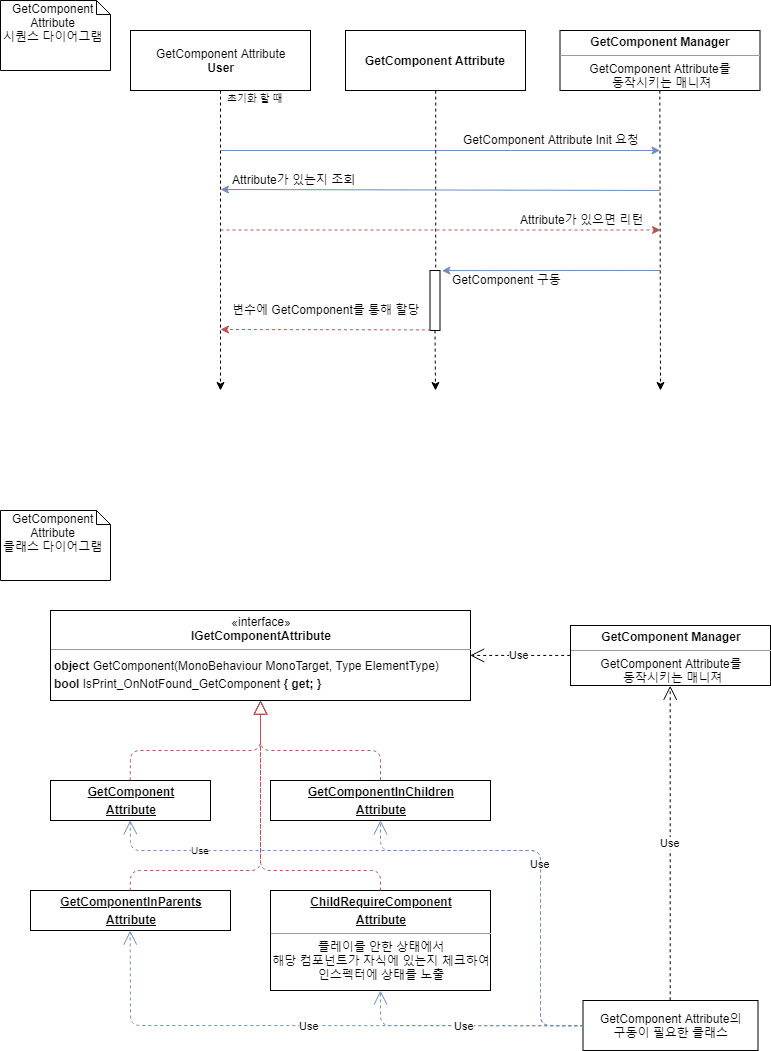 GetComponent
Attribute
시퀀스 다이어그램
GetComponent Attribute
User
GetComponent Attribute
GetComponent Manager
GetComponent Attribute를
동작시키는 매니져
초기화 할 때
GetComponent Attribute Init 요청
Attribute가 있는지 조회
Attribute가 있으면 리턴
GetComponent 구동
변수에 GetComponent를 통해 할당
GetComponent
Attribute
클래스 다이어그램
«interface»
IGetComponentAttribute
object GetComponent(MonoBehaviour MonoTarget, Type ElementType)
bool IsPrint_OnNotFound_GetComponent { get; }
Use
GetComponent Manager
GetComponent Attribute를
동작시키는 매니져
GetComponent
Attribute
GetComponentInChildren
Attribute
Use
Use
Use
GetComponentInParents
Attribute
ChildRequireComponent
Attribute
플레이를 안한 상태에서
해당 컴포넌트가 자식에 있는지 체크하여
인스펙터에 상태를 노출
Use
Use
GetComponent Attribute의
구동이 필요한 클래스